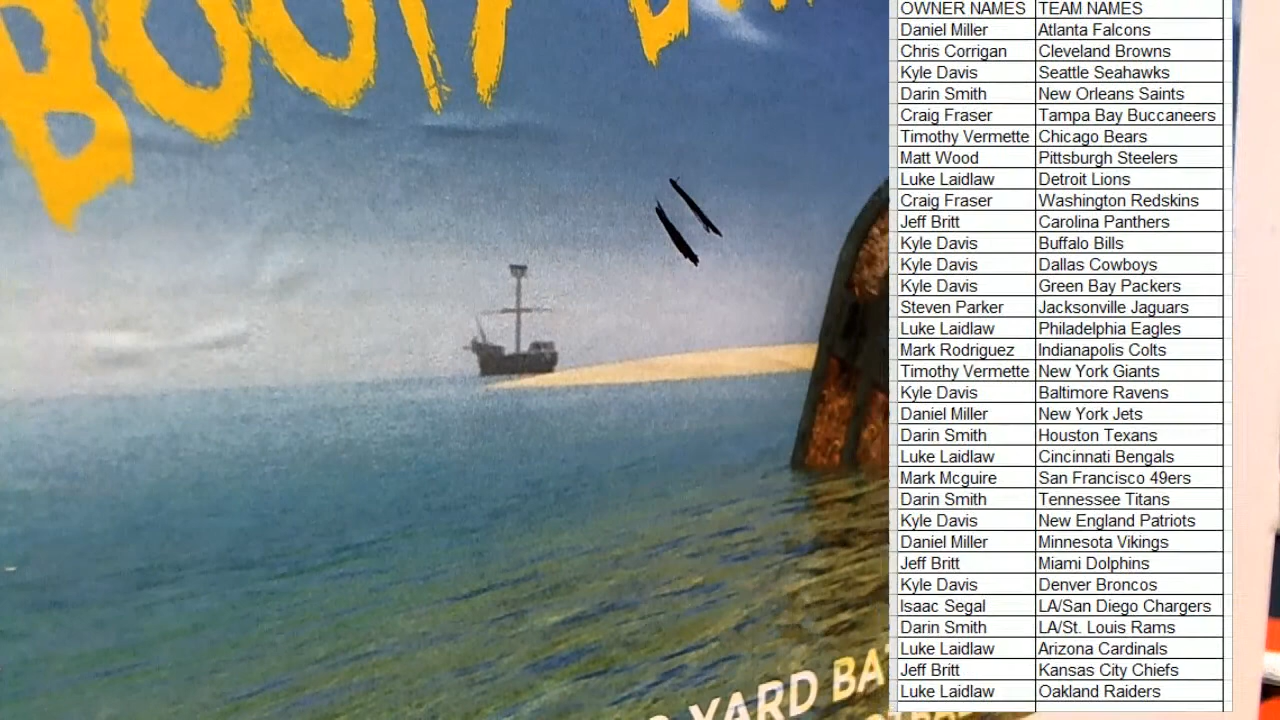 BOOTY
OWNER NAMES TEAM NAMES
Daniel Miller Atlanta Falcons
Chris Corrigan Cleveland Browns
Kyle Davis Seattle Seahawks
Darin Smith New Orleans Saints
Craig Fraser Tampa Bay Buccaneers
Timothy Vermette Chicago Bears
Matt Wood Pittsburgh Steelers
Luke Laidlaw Detroit Lions
Craig Fraser Washington Redskins
Jeff Britt Carolina Panthers
Kyle Davis Buffalo Bills
Kyle Davis Dallas Cowboys
Kyle Davis Green Bay Packers
Steven Parker Jacksonville Jaguars
Luke Laidlaw Philadelphia Eagles
Mark Rodriguez Indianapolis Colts
Timothy Vermette New York Giants
Kyle Davis Baltimore Ravens
Daniel Miller New York Jets
Darin Smith Houston Texans
Luke Laidlaw Cincinnati Bengals
Mark Mcguire San Francisco 49ers
Darin Smith Tennessee Titans
Kyle Davis New England Patriots
Daniel Miller Minnesota Vikings
Jeff Britt Miami Dolphins
Kyle Davis Denver Broncos
Isaac Segal LA/San Diego Chargers
Darin Smith LA/St. Louis Rams
Luke Laidlaw Arizona Cardinals
Jeff Britt Kansas City Chiefs
Luke Laidlaw Oakland Raiders
YARD BA